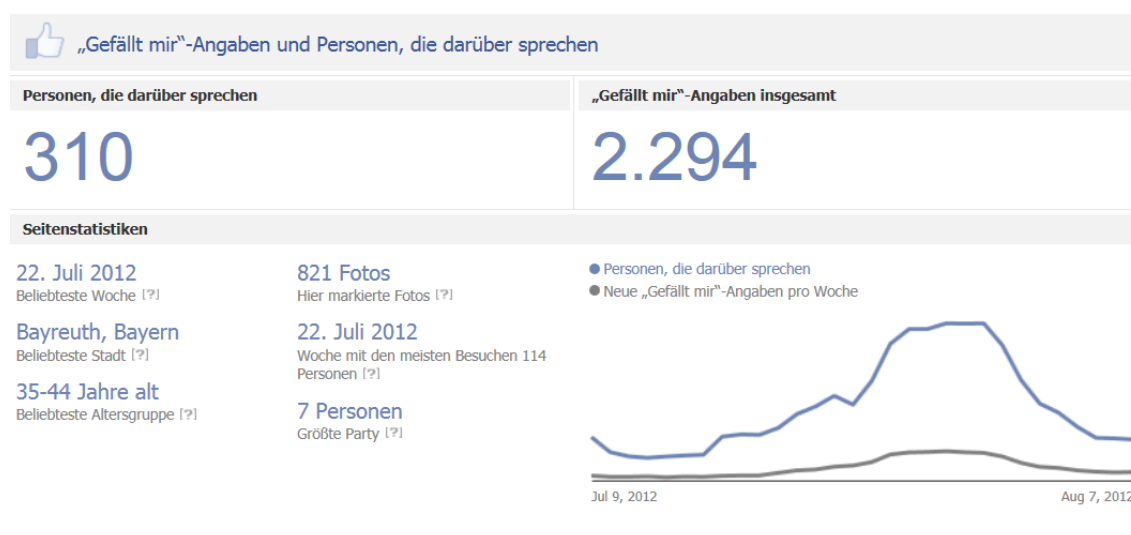 „Gefällt mir“-Angaben und Personen, die darüber sprechen
Personen, die darüber sprechen
310
„Gefällt mir“-Angaben insgesamt
2.294
Seitenstatistiken
22. Juli 2012
Beliebteste Woche [?]
Bayreuth, Bayern
Beliebteste Stadt [?]
35-44 Jahre alt
Beliebteste Altersgruppe [?]
821 Fotos
Hier markierte Fotos [?]
22. Juli 2012
Woche mit den meisten Besuchen 114
Personen [?]
7 Personen
Größte Party [?]
Personen, die darüber sprechen
Neue „Gefällt mir“-Angaben pro Woche
Jul 9, 2012
Aug 7, 2012